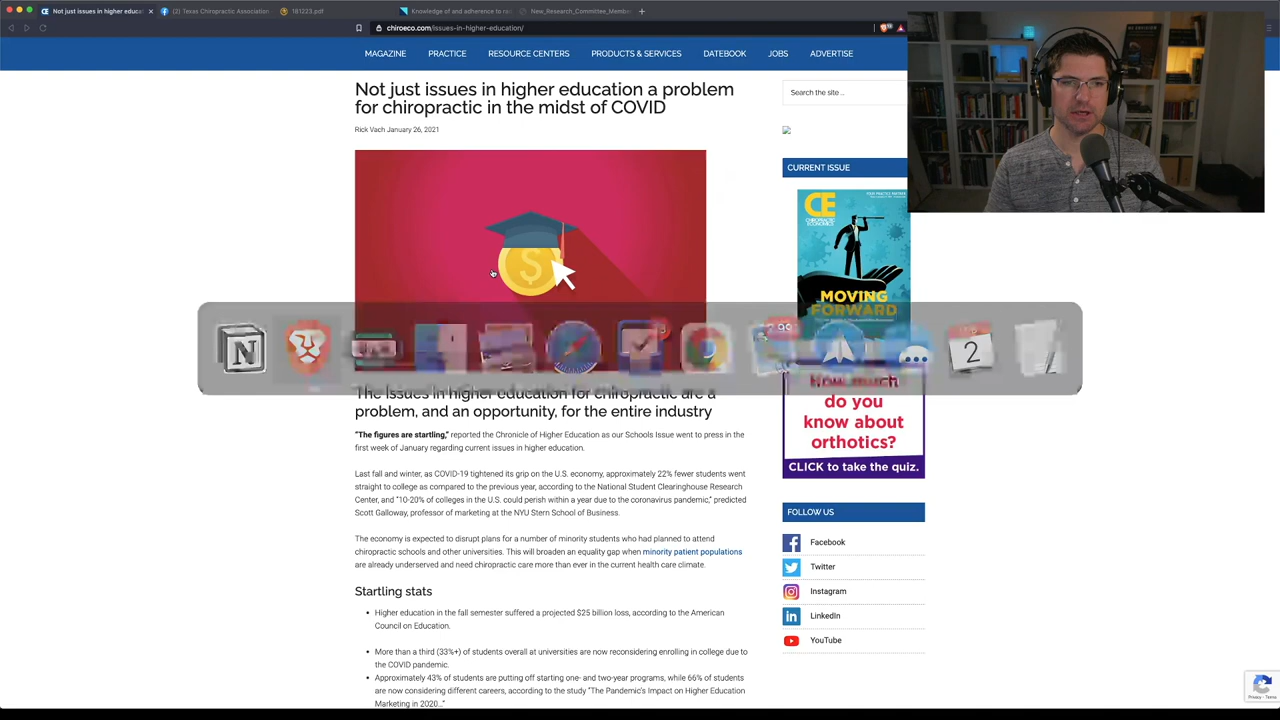 Not just issues in higher educat
(2) Texas Chiropractic Association
181223.pdf
Knowledge of and adherence to ra
New_Research_Committee_Membe
chiroeco.com/issues-in-higher-education/
MAGAZINE
PRACTICE
RESOURCE CENTERS
PRODUCTS & SERVICES
DATEBOOK
JOBS
ADVERTISE
Not just issues in higher education a problem
for chiropractic in the midst of COVID
Rick Vach January 26, 2021
The issues in higher education for chiropractic are a
problem, and an opportunity, for the entire industry
“The figures are startling,” reported the Chronicle of Higher Education as our Schools Issue went to press in the
first week of January regarding current issues in higher education.
Last fall and winter, as COVID-19 tightened its grip on the U.S. economy, approximately 22% fewer students went
straight to college as compared to the previous year, according to the National Student Clearinghouse Research
Center, and “10-20% of colleges in the U.S. could perish within a year due to the coronavirus pandemic,” predicted
Scott Galloway, professor of marketing at the NYU Stern School of Business.
The economy is expected to disrupt plans for a number of minority students who had planned to attend
chiropractic schools and other universities. This will broaden an equality gap when minority patient populations
are already underserved and need chiropractic care more than ever in the current health care climate.
Startling stats
Higher education in the fall semester suffered a projected $25 billion loss, according to the American
Council on Education.
More than a third (33%+) of students overall at universities are now reconsidering enrolling in college due to
the COVID pandemic.
Approximately 43% of students are putting off starting one- and two-year programs, while 66% of students
are now considering different careers, according to the study “The Pandemic's Impact on Higher Education
Marketing in 2020…”
Search the site ...
CURRENT ISSUE
CE
CHIROPRACTIC
ECONOMICS
MOVING
FORWARD
How much
do you
know about
orthotics?
CLICK to take the quiz.
FOLLOW US
Facebook
Twitter
Instagram
LinkedIn
YouTube
N
2
$
Privacy - Terms